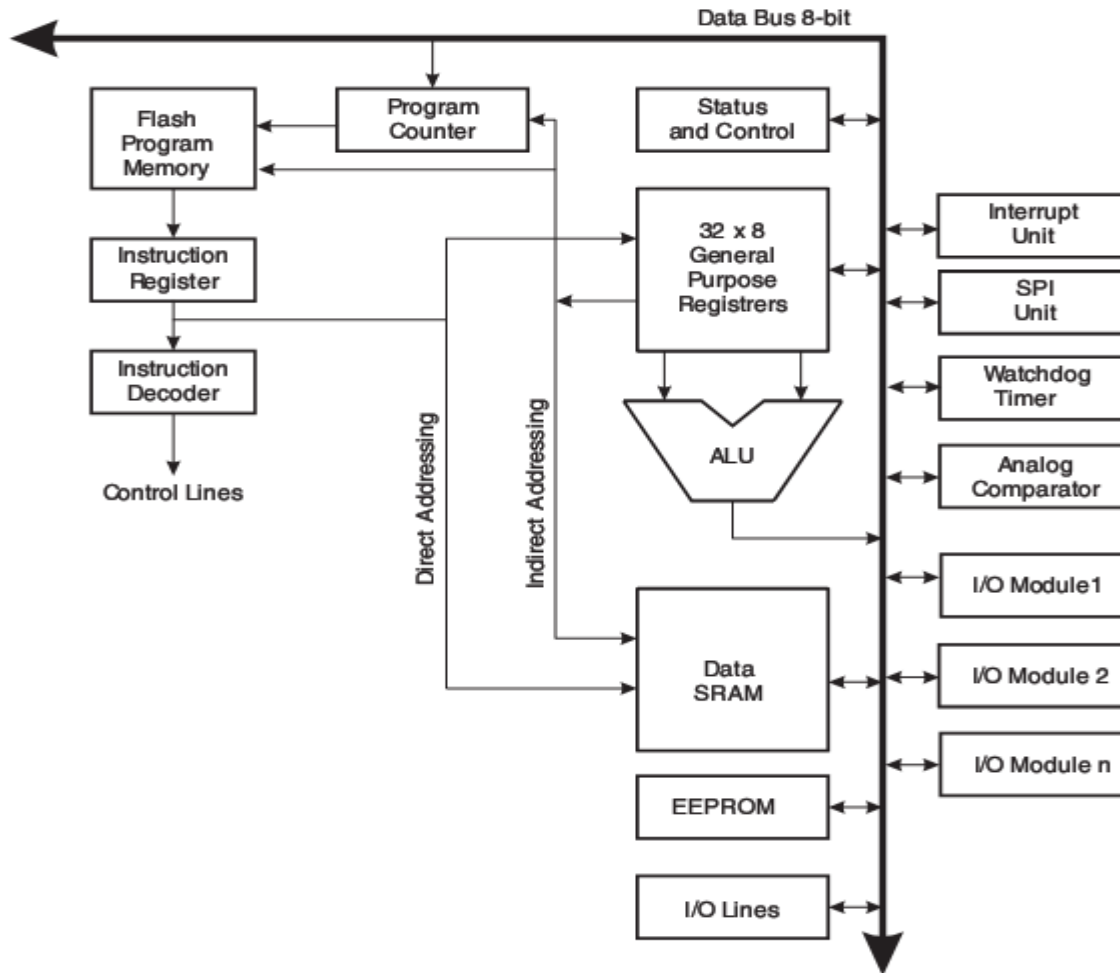 Data Bus 8-bit
Flash
Program
Memory
Program
Counter
Status
and Control
Interrupt
Unit
32 x 8
General
Purpose
Registrers
Instruction
Register
SPI
Unit
Instruction
Decoder
Watchdog
Timer
Direct Addressing
Indirect Addressing
ALU
Analog
Comparator
Control Lines
I/O Module1
Data
SRAM
I/O Module 2
I/O Module n
EEPROM
I/O Lines